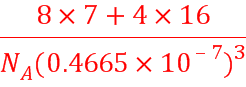 8 × 7 + 4 × 16
N_A(0.4665 × 10⁻⁷)³